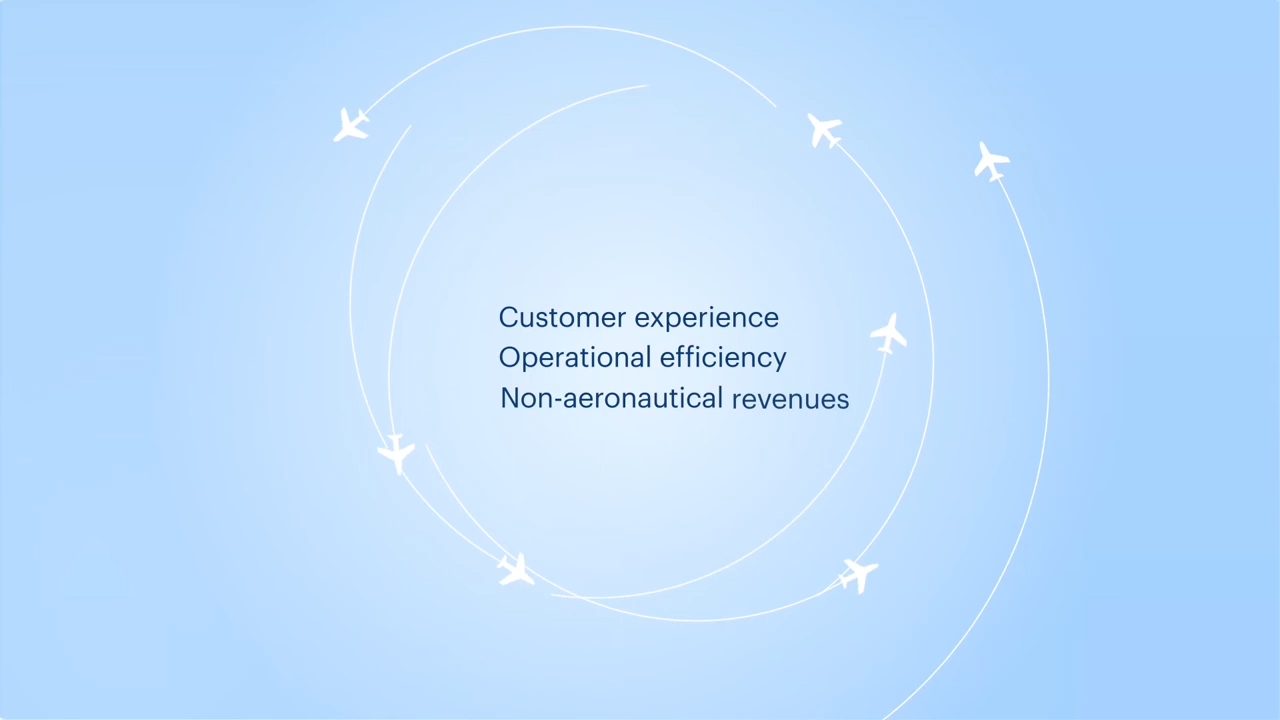 Customer experience
Operational efficiency
Non-aeronautical revenues